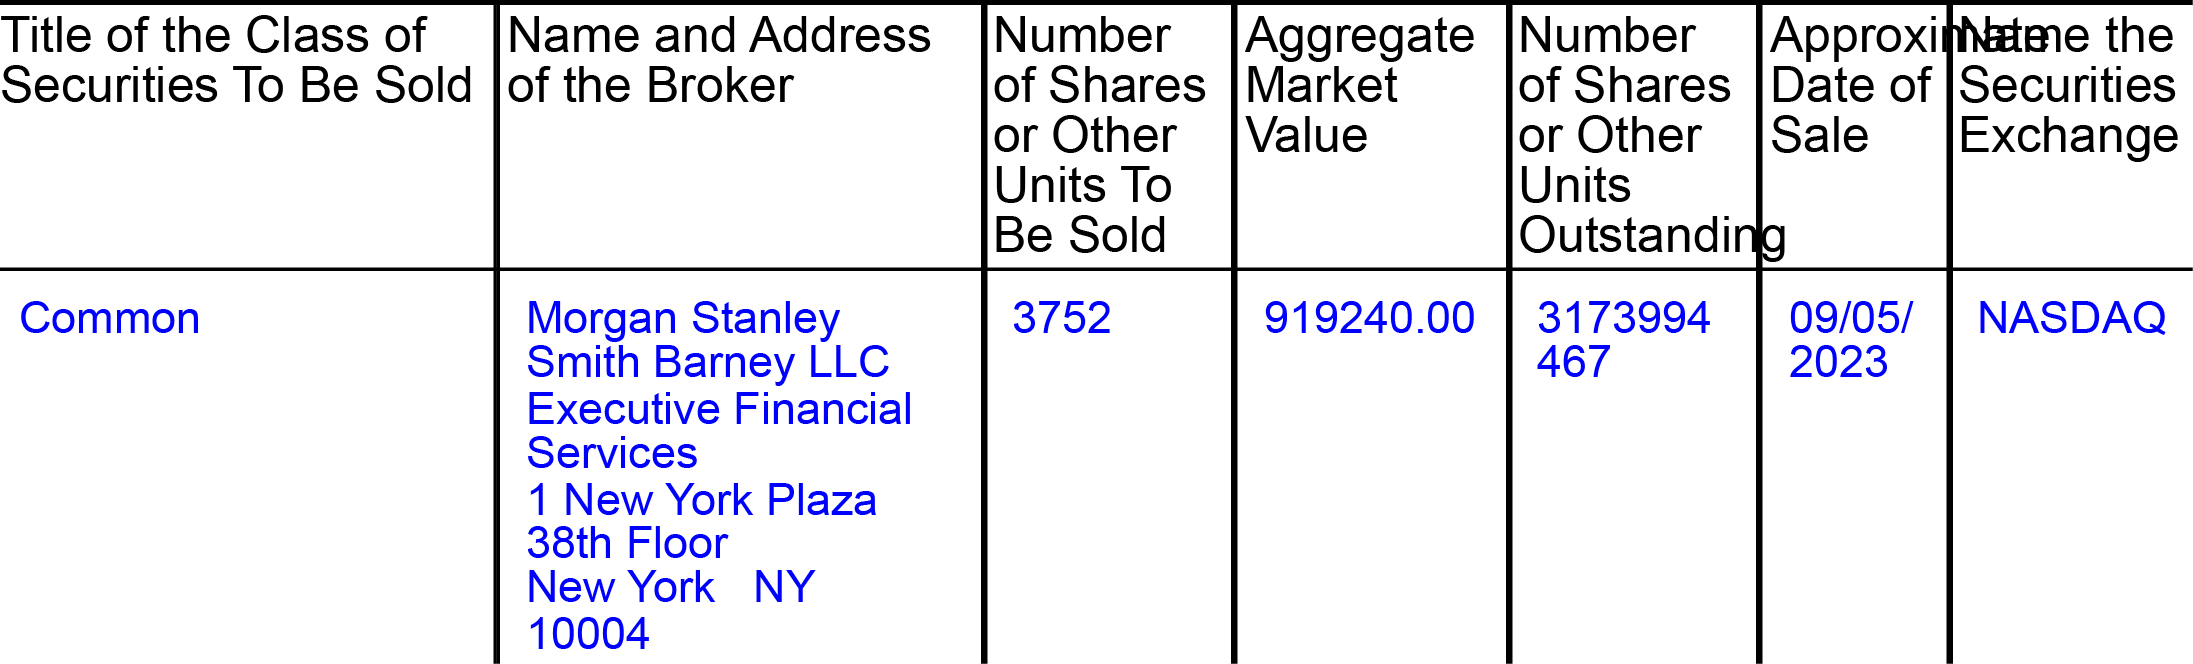 Title of the Class of
Securities To Be Sold
Name and Address
of the Broker
Number
of Shares
or Other
Units To
Be Sold
Aggregate
Market
Value
Number
of Shares
or Other
Units
Outstanding
Approximate
Date of
Sale
Name the
Securities
Exchange
Common
Morgan Stanley
Smith Barney LLC
Executive Financial
Services
1 New York Plaza
38th Floor
New York   NY
10004
3752
919240.00
3173994
467
09/05/
2023
NASDAQ